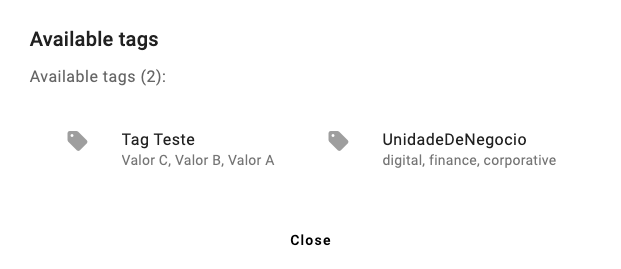 Available tags
Available tags (2):
Tag Teste
Valor C, Valor B, Valor A
UnidadeDeNegocio
digital, finance, corporative
Close